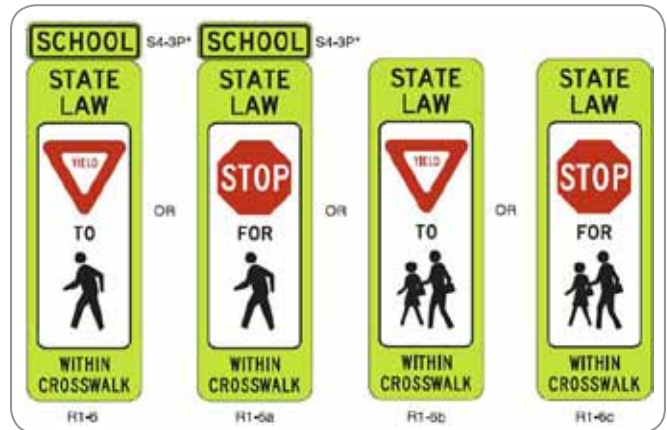 SCHOOL S4-3P* SCHOOL S4-3P*
STATE
LAW
YIELD
TO
WITHIN
CROSSWALK
R1-6
OR
STATE
LAW
STOP
FOR
WITHIN
CROSSWALK
R1-6a
OR
STATE
LAW
YIELD
TO
WITHIN
CROSSWALK
R1-6b
OR
STATE
LAW
STOP
FOR
WITHIN
CROSSWALK
R1-6c